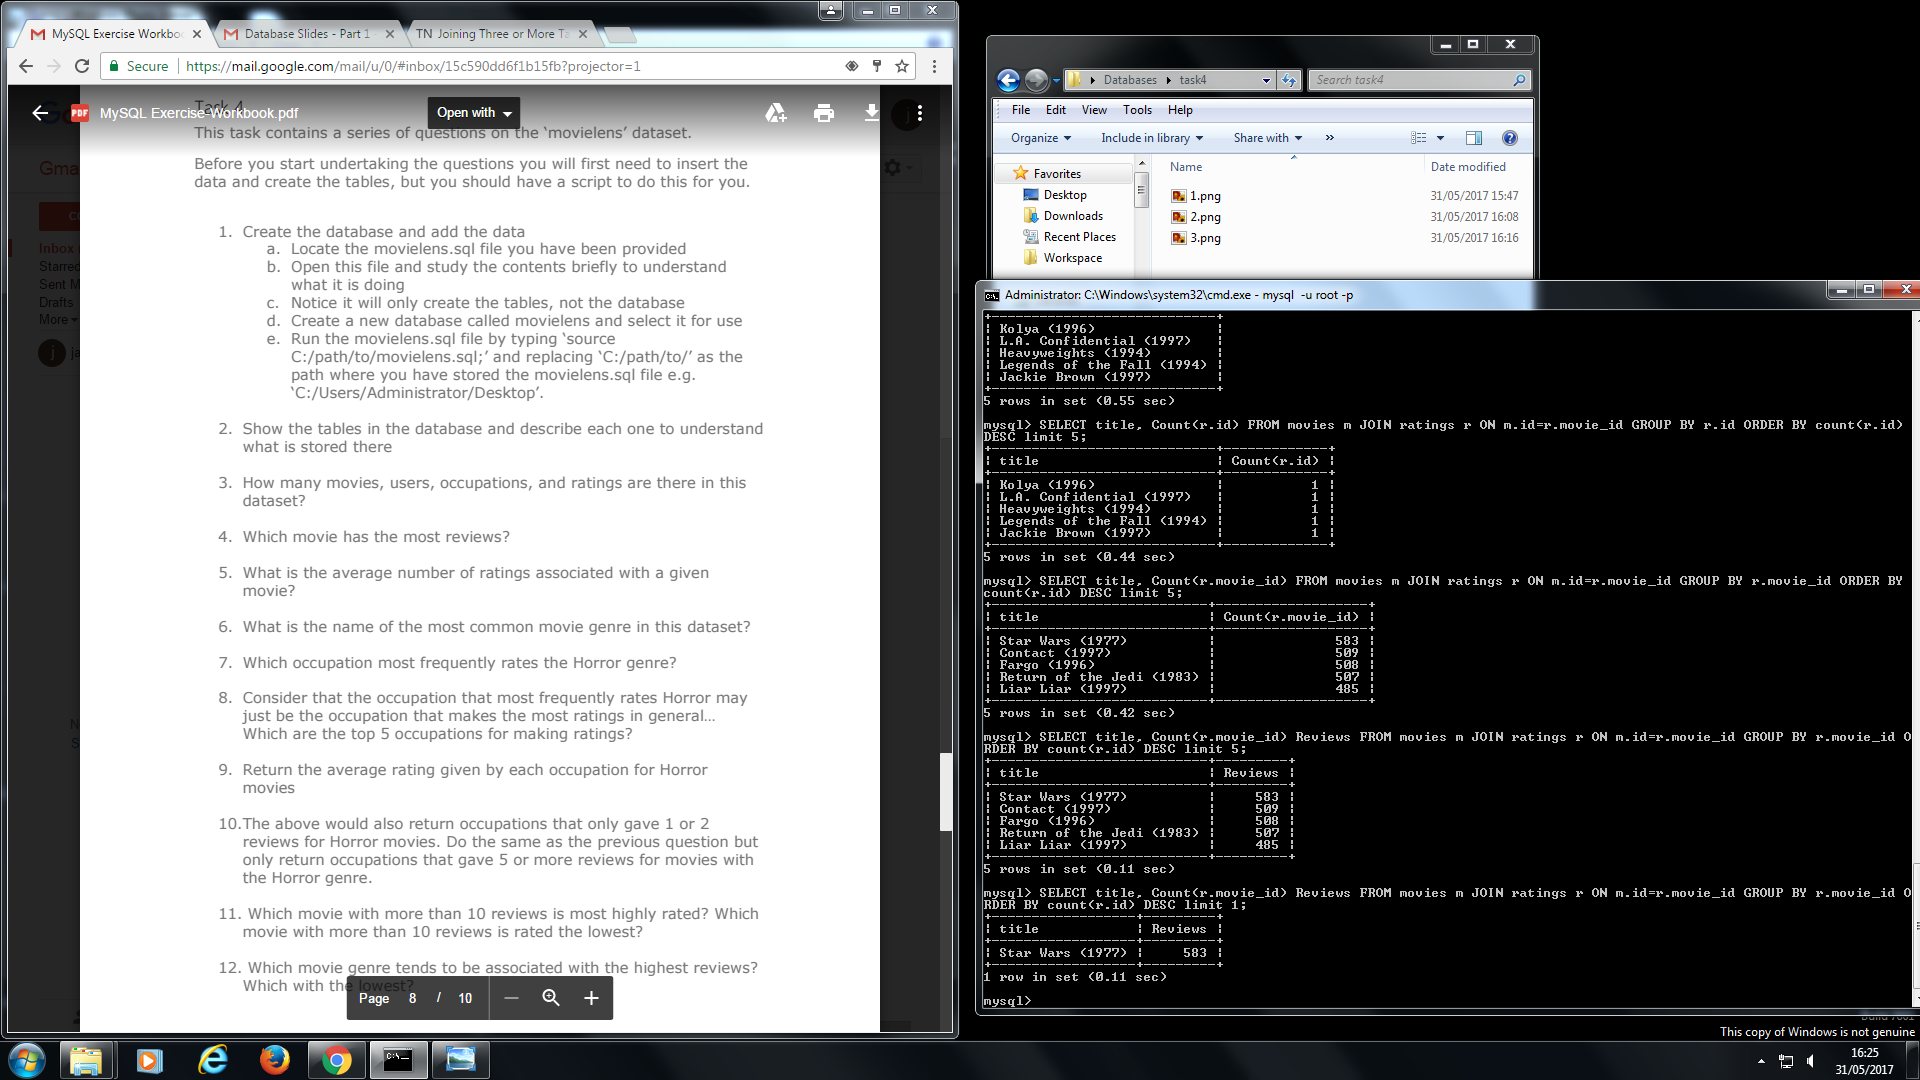 MySQL Exercise Workbo
Database Slides - Part 1
TN Joining Three or More Ta
Secure
https://mail.google.com/mail/u/0/#inbox/15c590dd6f1b15fb?projector=1
Task 4
PDF MySQL Exercise-Workbook.pdf
Open with
This task contains a series of questions on the ‘movielens’ dataset.
Before you start undertaking the questions you will first need to insert the
data and create the tables, but you should have a script to do this for you.
1. Create the database and add the data
a. Locate the movielens.sql file you have been provided
b. Open this file and study the contents briefly to understand
what it is doing
c. Notice it will only create the tables, not the database
d. Create a new database called movielens and select it for use
e. Run the movielens.sql file by typing ‘source
C:/path/to/movielens.sql;’ and replacing ‘C:/path/to/’ as the
path where you have stored the movielens.sql file e.g.
‘C:/Users/Administrator/Desktop’.
2. Show the tables in the database and describe each one to understand
what is stored there
3. How many movies, users, occupations, and ratings are there in this
dataset?
4. Which movie has the most reviews?
5. What is the average number of ratings associated with a given
movie?
6. What is the name of the most common movie genre in this dataset?
7. Which occupation most frequently rates the Horror genre?
8. Consider that the occupation that most frequently rates Horror may
just be the occupation that makes the most ratings in general…
Which are the top 5 occupations for making ratings?
9. Return the average rating given by each occupation for Horror
movies
10.The above would also return occupations that only gave 1 or 2
reviews for Horror movies. Do the same as the previous question but
only return occupations that gave 5 or more reviews for movies with
the Horror genre.
11. Which movie with more than 10 reviews is most highly rated? Which
movie with more than 10 reviews is rated the lowest?
12. Which movie genre tends to be associated with the highest reviews?
Which with the lowest?
Page 8 / 10
Gma
Inbox
Starred
Sent M
Drafts
More
j
Databases
task4
Search task4
File Edit View Tools Help
Organize
Include in library
Share with
»
Favorites
Desktop
Downloads
Recent Places
Workspace
Name
Date modified
1.png 31/05/2017 15:47
2.png 31/05/2017 16:08
3.png 31/05/2017 16:16
Administrator: C:\Windows\system32\cmd.exe - mysql -u root -p
+----------------------------+
| Kolya (1996) |
| L.A. Confidential (1997) |
| Heavyweights (1994) |
| Legends of the Fall (1994) |
| Jackie Brown (1997) |
+----------------------------+
5 rows in set (0.55 sec)
mysql> SELECT title, Count(r.id) FROM movies m JOIN ratings r ON m.id=r.movie_id GROUP BY r.id ORDER BY count(r.id)
DESC limit 5;
+----------------------------+-------------+
| title | Count(r.id) |
+----------------------------+-------------+
| Kolya (1996) | 1 |
| L.A. Confidential (1997) | 1 |
| Heavyweights (1994) | 1 |
| Legends of the Fall (1994) | 1 |
| Jackie Brown (1997) | 1 |
+----------------------------+-------------+
5 rows in set (0.44 sec)
mysql> SELECT title, Count(r.movie_id) FROM movies m JOIN ratings r ON m.id=r.movie_id GROUP BY r.movie_id ORDER BY
count(r.id) DESC limit 5;
+---------------------------+-------------------+
| title | Count(r.movie_id) |
+---------------------------+-------------------+
| Star Wars (1977) | 583 |
| Contact (1997) | 509 |
| Fargo (1996) | 508 |
| Return of the Jedi (1983) | 507 |
| Liar Liar (1997) | 485 |
+---------------------------+-------------------+
5 rows in set (0.42 sec)
mysql> SELECT title, Count(r.movie_id) Reviews FROM movies m JOIN ratings r ON m.id=r.movie_id GROUP BY r.movie_id O
RDER BY count(r.id) DESC limit 5;
+---------------------------+---------+
| title | Reviews |
+---------------------------+---------+
| Star Wars (1977) | 583 |
| Contact (1997) | 509 |
| Fargo (1996) | 508 |
| Return of the Jedi (1983) | 507 |
| Liar Liar (1997) | 485 |
+---------------------------+---------+
5 rows in set (0.11 sec)
mysql> SELECT title, Count(r.movie_id) Reviews FROM movies m JOIN ratings r ON m.id=r.movie_id GROUP BY r.movie_id O
RDER BY count(r.id) DESC limit 1;
+------------------+---------+
| title | Reviews |
+------------------+---------+
| Star Wars (1977) | 583 |
+------------------+---------+
1 row in set (0.11 sec)
mysql>
This copy of Windows is not genuine
16:25
31/05/2017